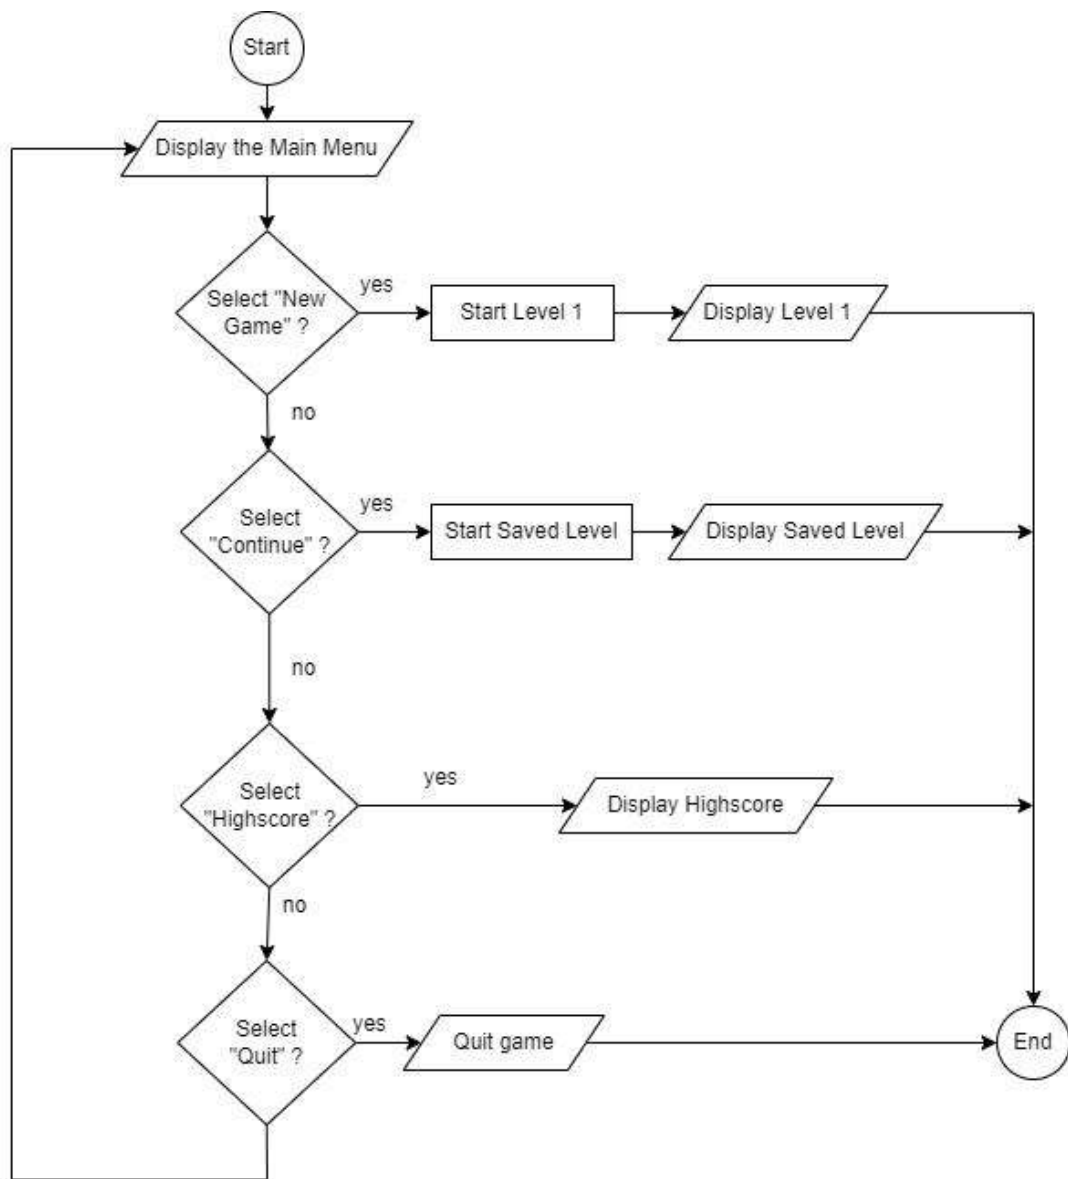 Start
Display the Main Menu
Select "New
Game" ?
yes
Start Level 1
Display Level 1
no
Select
"Continue" ?
yes
Start Saved Level
Display Saved Level
no
Select
"Highscore" ?
yes
Display Highscore
no
Select
"Quit" ?
yes
Quit game
End